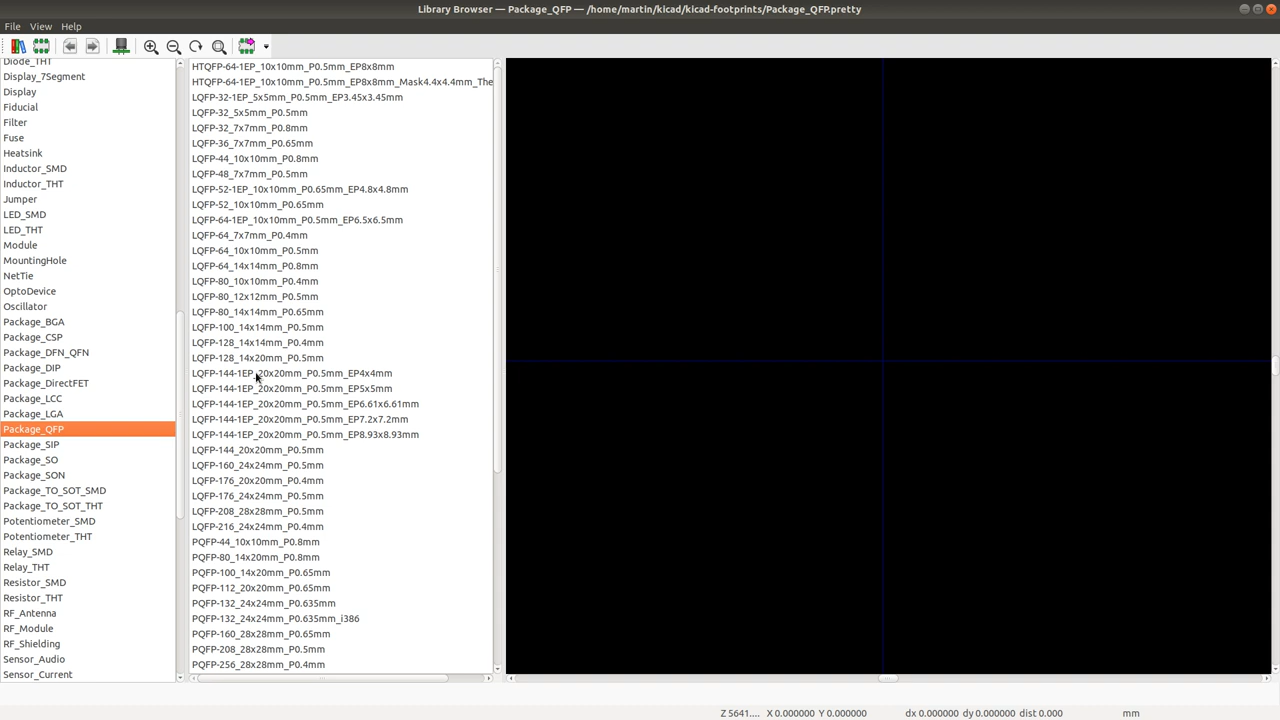 Library Browser — Package_QFP — /home/martin/kicad/kicad-footprints/Package_QFP.pretty
File View Help
Diode_THT
Display_7Segment
Display
Fiducial
Filter
Fuse
Heatsink
Inductor_SMD
Inductor_THT
Jumper
LED_SMD
LED_THT
Module
MountingHole
NetTie
OptoDevice
Oscillator
Package_BGA
Package_CSP
Package_DFN_QFN
Package_DIP
Package_DirectFET
Package_LCC
Package_LGA
Package_QFP
Package_SIP
Package_SO
Package_SON
Package_TO_SOT_SMD
Package_TO_SOT_THT
Potentiometer_SMD
Potentiometer_THT
Relay_SMD
Relay_THT
Resistor_SMD
Resistor_THT
RF_Antenna
RF_Module
RF_Shielding
Sensor_Audio
Sensor_Current
HTQFP-64-1EP_10x10mm_P0.5mm_EP8x8mm
HTQFP-64-1EP_10x10mm_P0.5mm_EP8x8mm_Mask4.4x4.4mm_The
LQFP-32-1EP_5x5mm_P0.5mm_EP3.45x3.45mm
LQFP-32_5x5mm_P0.5mm
LQFP-32_7x7mm_P0.8mm
LQFP-36_7x7mm_P0.65mm
LQFP-44_10x10mm_P0.8mm
LQFP-48_7x7mm_P0.5mm
LQFP-52-1EP_10x10mm_P0.65mm_EP4.8x4.8mm
LQFP-52_10x10mm_P0.65mm
LQFP-64-1EP_10x10mm_P0.5mm_EP6.5x6.5mm
LQFP-64_7x7mm_P0.4mm
LQFP-64_10x10mm_P0.5mm
LQFP-64_14x14mm_P0.8mm
LQFP-80_10x10mm_P0.4mm
LQFP-80_12x12mm_P0.5mm
LQFP-80_14x14mm_P0.65mm
LQFP-100_14x14mm_P0.5mm
LQFP-128_14x14mm_P0.4mm
LQFP-128_14x20mm_P0.5mm
LQFP-144-1EP_20x20mm_P0.5mm_EP4x4mm
LQFP-144-1EP_20x20mm_P0.5mm_EP5x5mm
LQFP-144-1EP_20x20mm_P0.5mm_EP6.61x6.61mm
LQFP-144-1EP_20x20mm_P0.5mm_EP7.2x7.2mm
LQFP-144-1EP_20x20mm_P0.5mm_EP8.93x8.93mm
LQFP-144_20x20mm_P0.5mm
LQFP-160_24x24mm_P0.5mm
LQFP-176_20x20mm_P0.4mm
LQFP-176_24x24mm_P0.5mm
LQFP-208_28x28mm_P0.5mm
LQFP-216_24x24mm_P0.4mm
PQFP-44_10x10mm_P0.8mm
PQFP-80_14x20mm_P0.8mm
PQFP-100_14x20mm_P0.65mm
PQFP-112_20x20mm_P0.65mm
PQFP-132_24x24mm_P0.635mm
PQFP-132_24x24mm_P0.635mm_i386
PQFP-160_28x28mm_P0.65mm
PQFP-208_28x28mm_P0.5mm
PQFP-256_28x28mm_P0.4mm
Z 5641.... X 0.000000 Y 0.000000 dx 0.000000 dy 0.000000 dist 0.000 mm